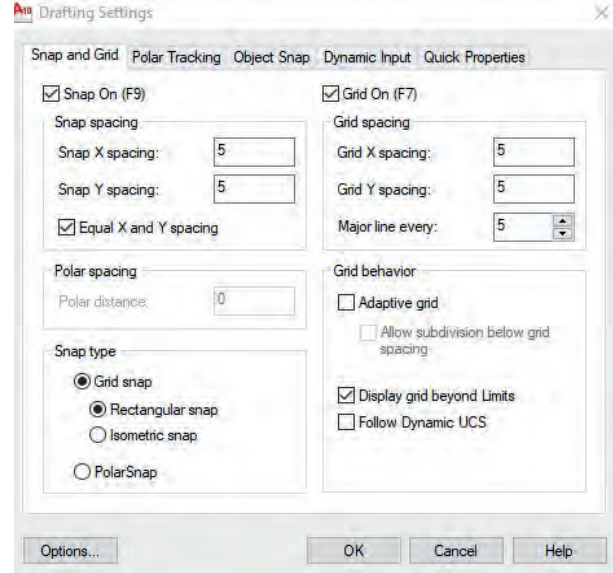 A10 Drafting Settings
Snap and Grid Polar Tracking Object Snap Dynamic Input Quick Properties
Snap On (F9)
Snap spacing
Snap X spacing: 5
Snap Y spacing: 5
Equal X and Y spacing
Polar spacing
Polar distance: 0
Snap type
Grid snap
Rectangular snap
Isometric snap
PolarSnap
Grid On (F7)
Grid spacing
Grid X spacing: 5
Grid Y spacing: 5
Major line every: 5
Grid behavior
Adaptive grid
Allow subdivision below grid
spacing
Display grid beyond Limits
Follow Dynamic UCS
Options... OK Cancel Help